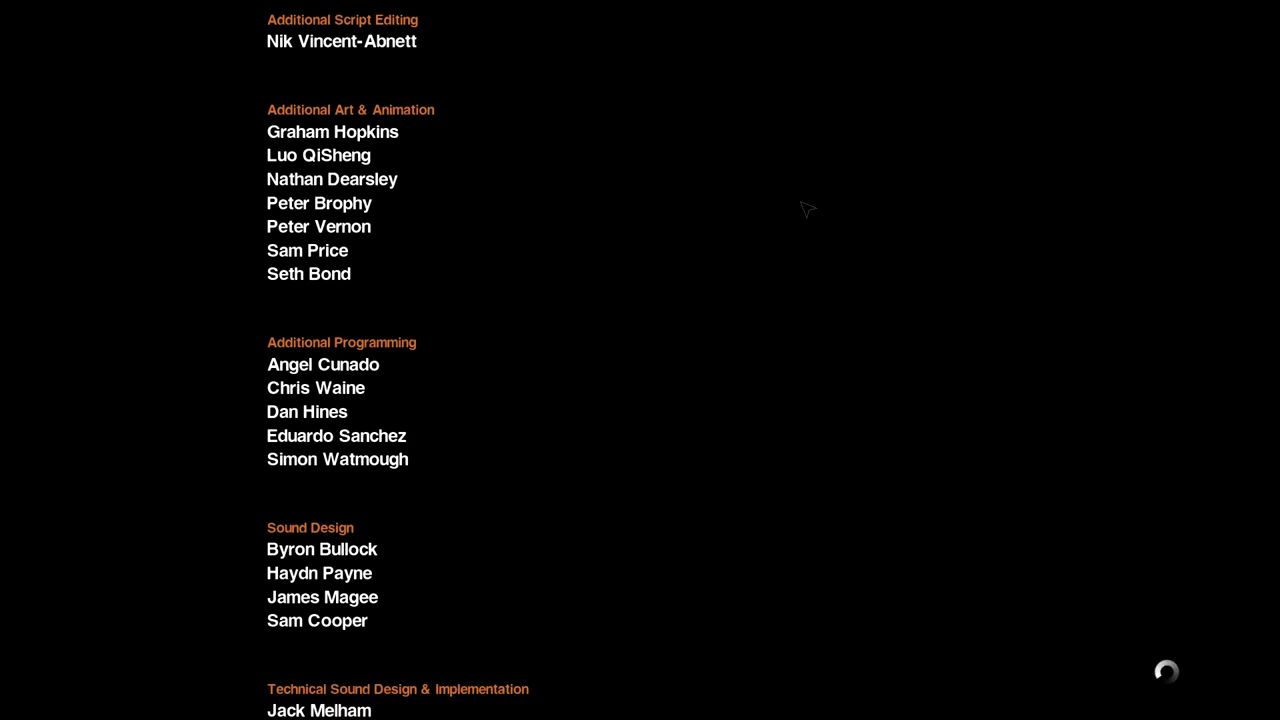 Additional Script Editing
Nik Vincent-Abnett
Additional Art & Animation
Graham Hopkins
Luo QiSheng
Nathan Dearsley
Peter Brophy
Peter Vernon
Sam Price
Seth Bond
Additional Programming
Angel Cunado
Chris Waine
Dan Hines
Eduardo Sanchez
Simon Watmough
Sound Design
Byron Bullock
Haydn Payne
James Magee
Sam Cooper
Technical Sound Design & Implementation
Jack Melham